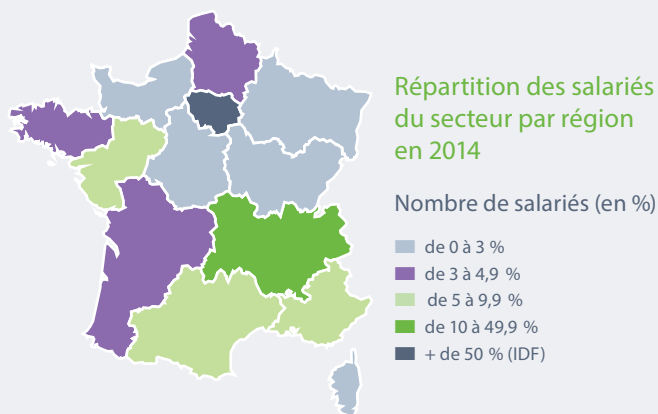 Répartition des salariés
du secteur par région
en 2014
Nombre de salariés (en %)
de 0 à 3 %
de 3 à 4,9 %
de 5 à 9,9 %
de 10 à 49,9 %
+ de 50 % (IDF)